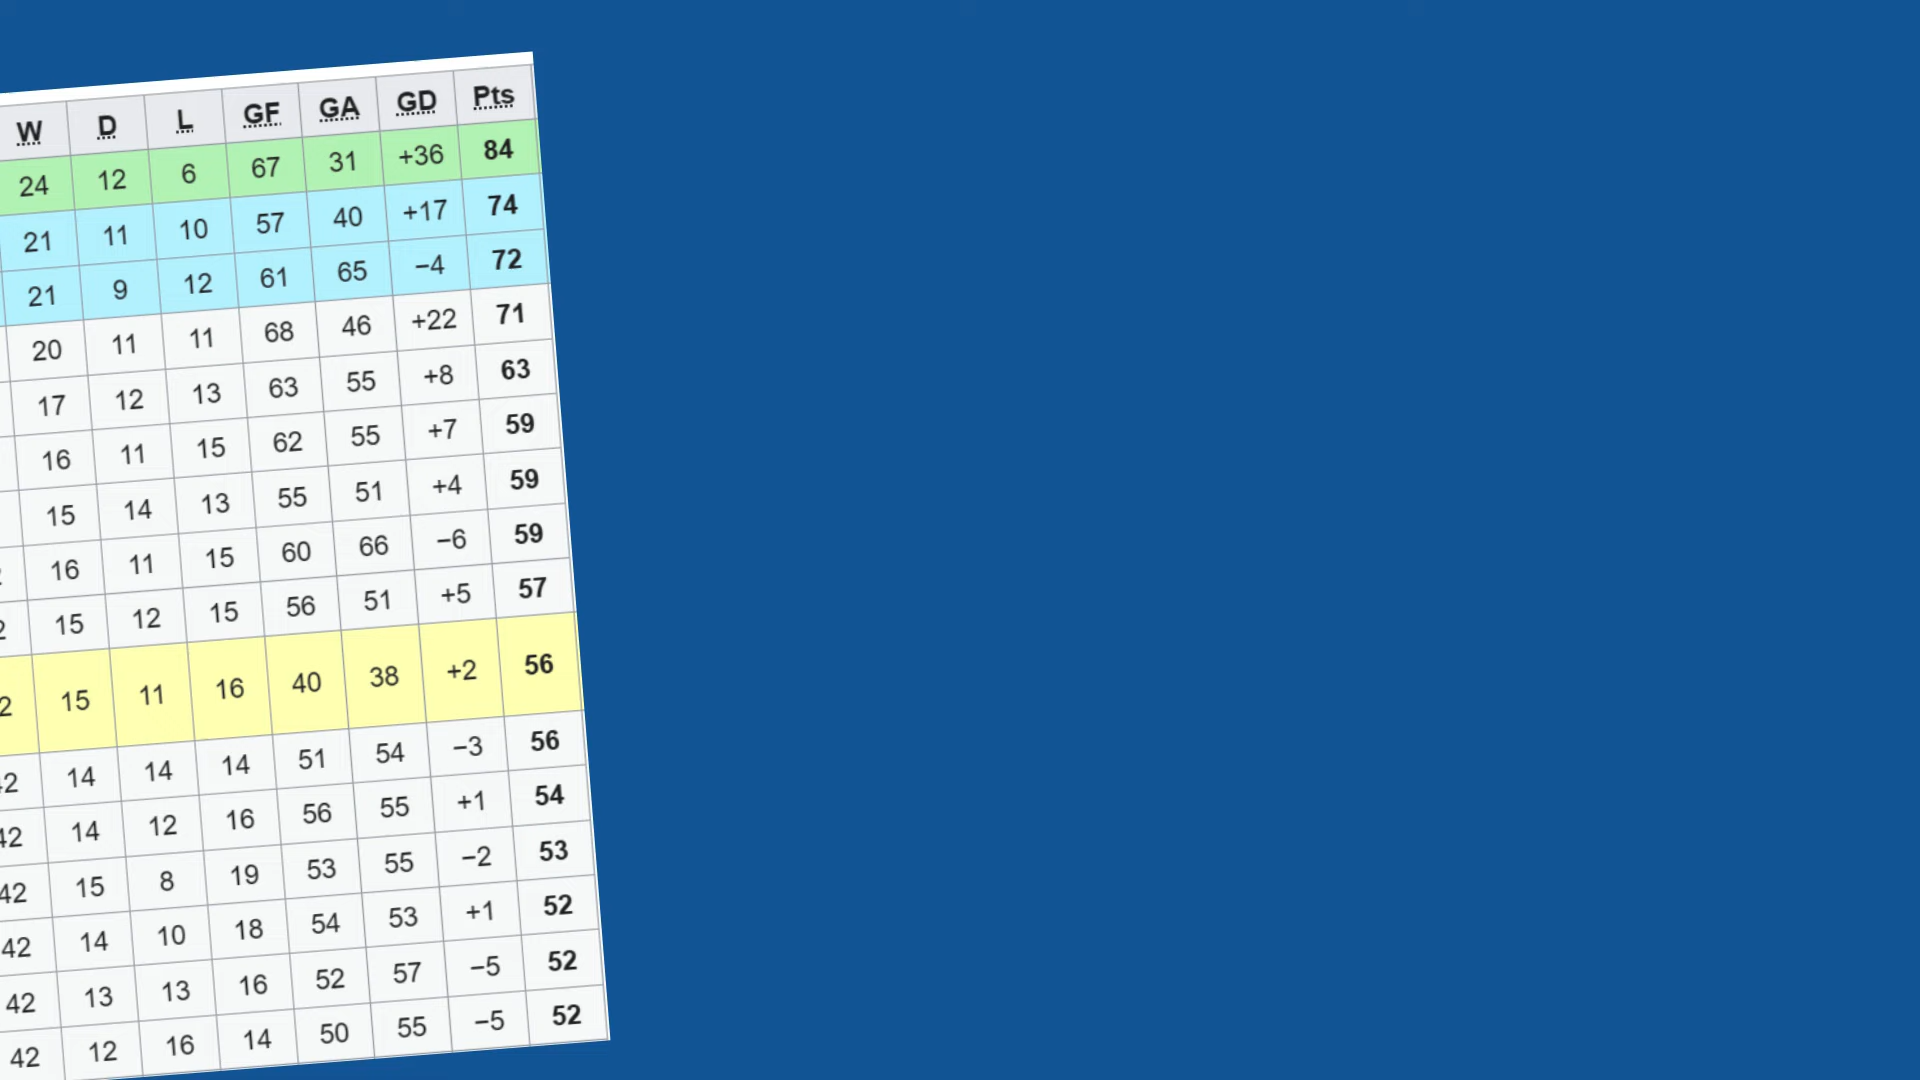 W D L GF GA GD Pts
24 12 6 67 31 +36 84
21 11 10 57 40 +17 74
21 9 12 61 65 −4 72
20 11 11 68 46 +22 71
17 12 13 63 55 +8 63
16 11 15 62 55 +7 59
15 14 13 55 51 +4 59
16 11 15 60 66 −6 59
15 12 15 56 51 +5 57
15 11 16 40 38 +2 56
14 14 14 51 54 −3 56
42 14 12 16 56 55 +1 54
42 15 8 19 53 55 −2 53
42 14 10 18 54 53 +1 52
42 13 13 16 52 57 −5 52
42 12 16 14 50 55 −5 52